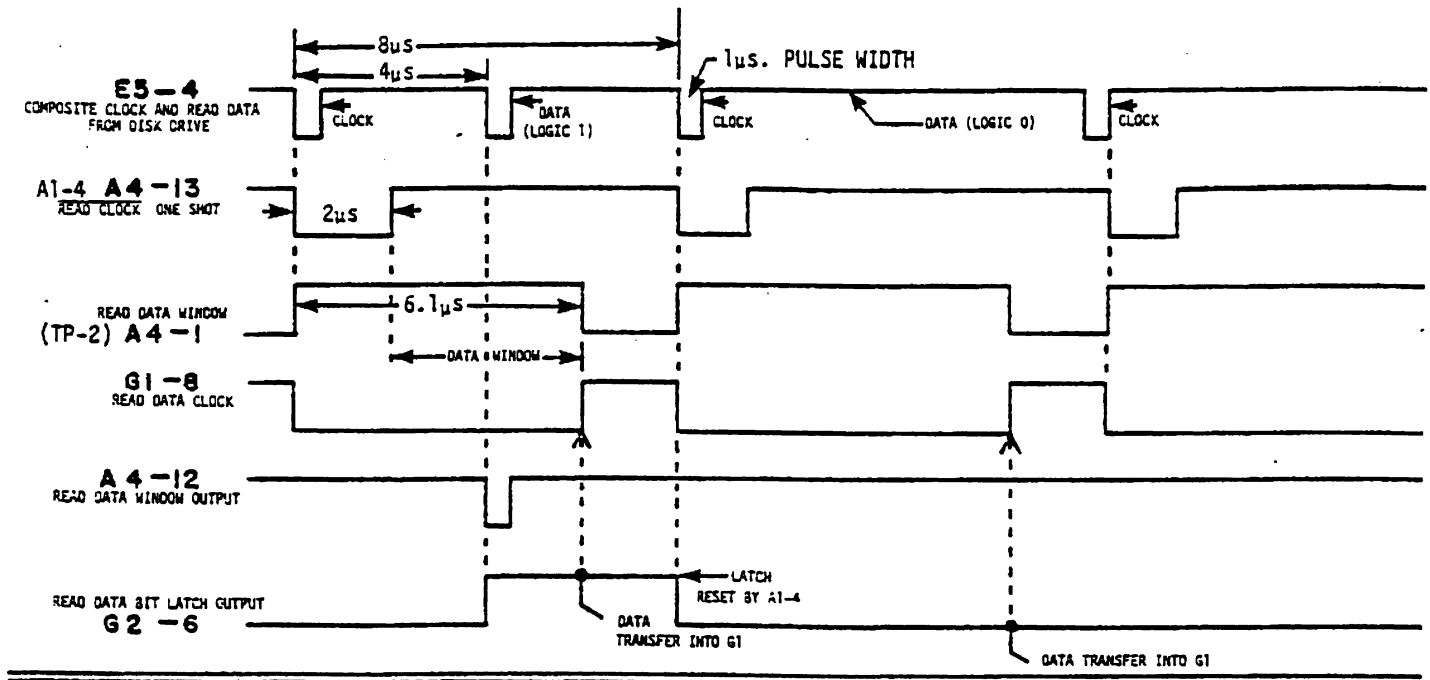 8µs
4µs
1µs. PULSE WIDTH
E5-4
COMPOSITE CLOCK AND READ DATA
FROM DISK DRIVE
CLOCK
DATA
(LOGIC 1)
CLOCK
DATA (LOGIC 0)
CLOCK
A1-4 A4-13
READ CLOCK ONE SHOT
2µs
READ DATA WINDOW
(TP-2) A4-1
6.1µs
DATA WINDOW
G1-8
READ DATA CLOCK
A4-12
READ DATA WINDOW OUTPUT
LATCH
RESET BY A1-4
READ DATA BIT LATCH OUTPUT
G2-6
DATA
TRANSFER INTO G1
DATA TRANSFER INTO G1